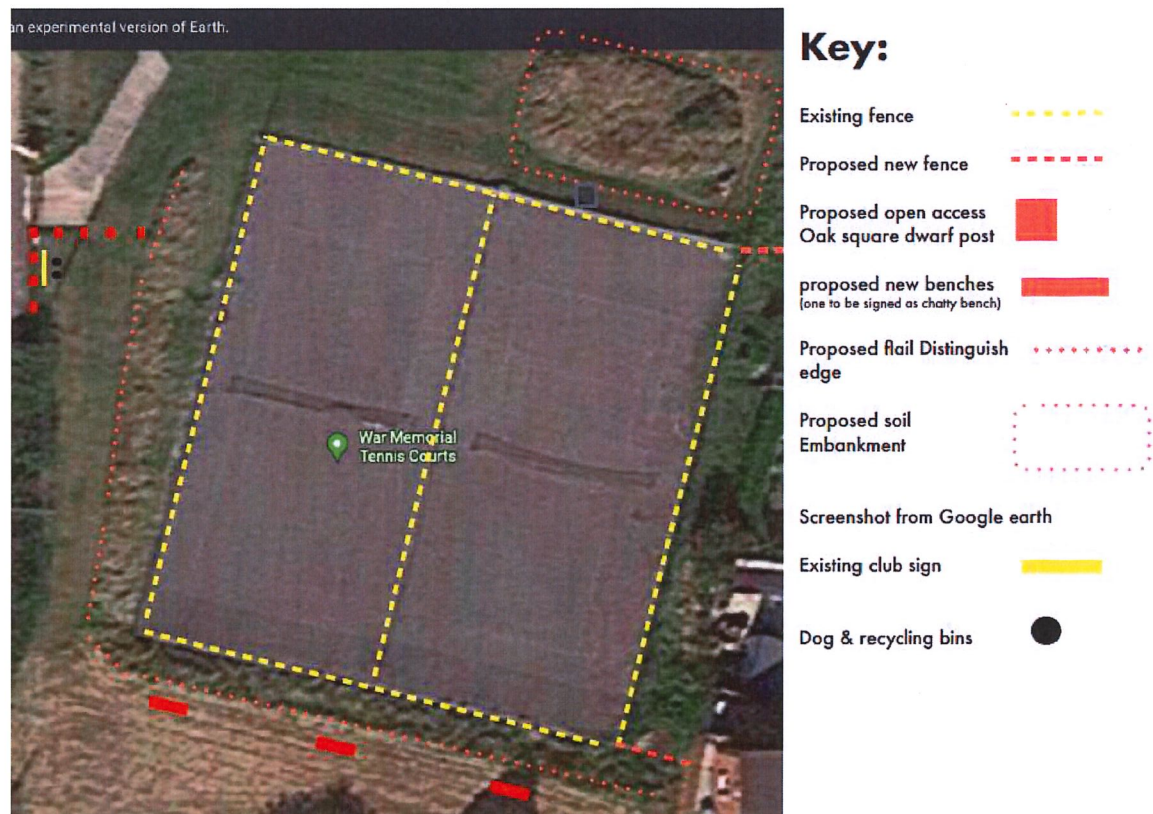 an experimental version of Earth.
Key:
Existing fence
Proposed new fence
Proposed open access
Oak square dwarf post
proposed new benches
(one to be signed as chatty bench)
Proposed flail Distinguish
edge
Proposed soil
Embankment
Screenshot from Google earth
Existing club sign
Dog & recycling bins
War Memorial
Tennis Courts